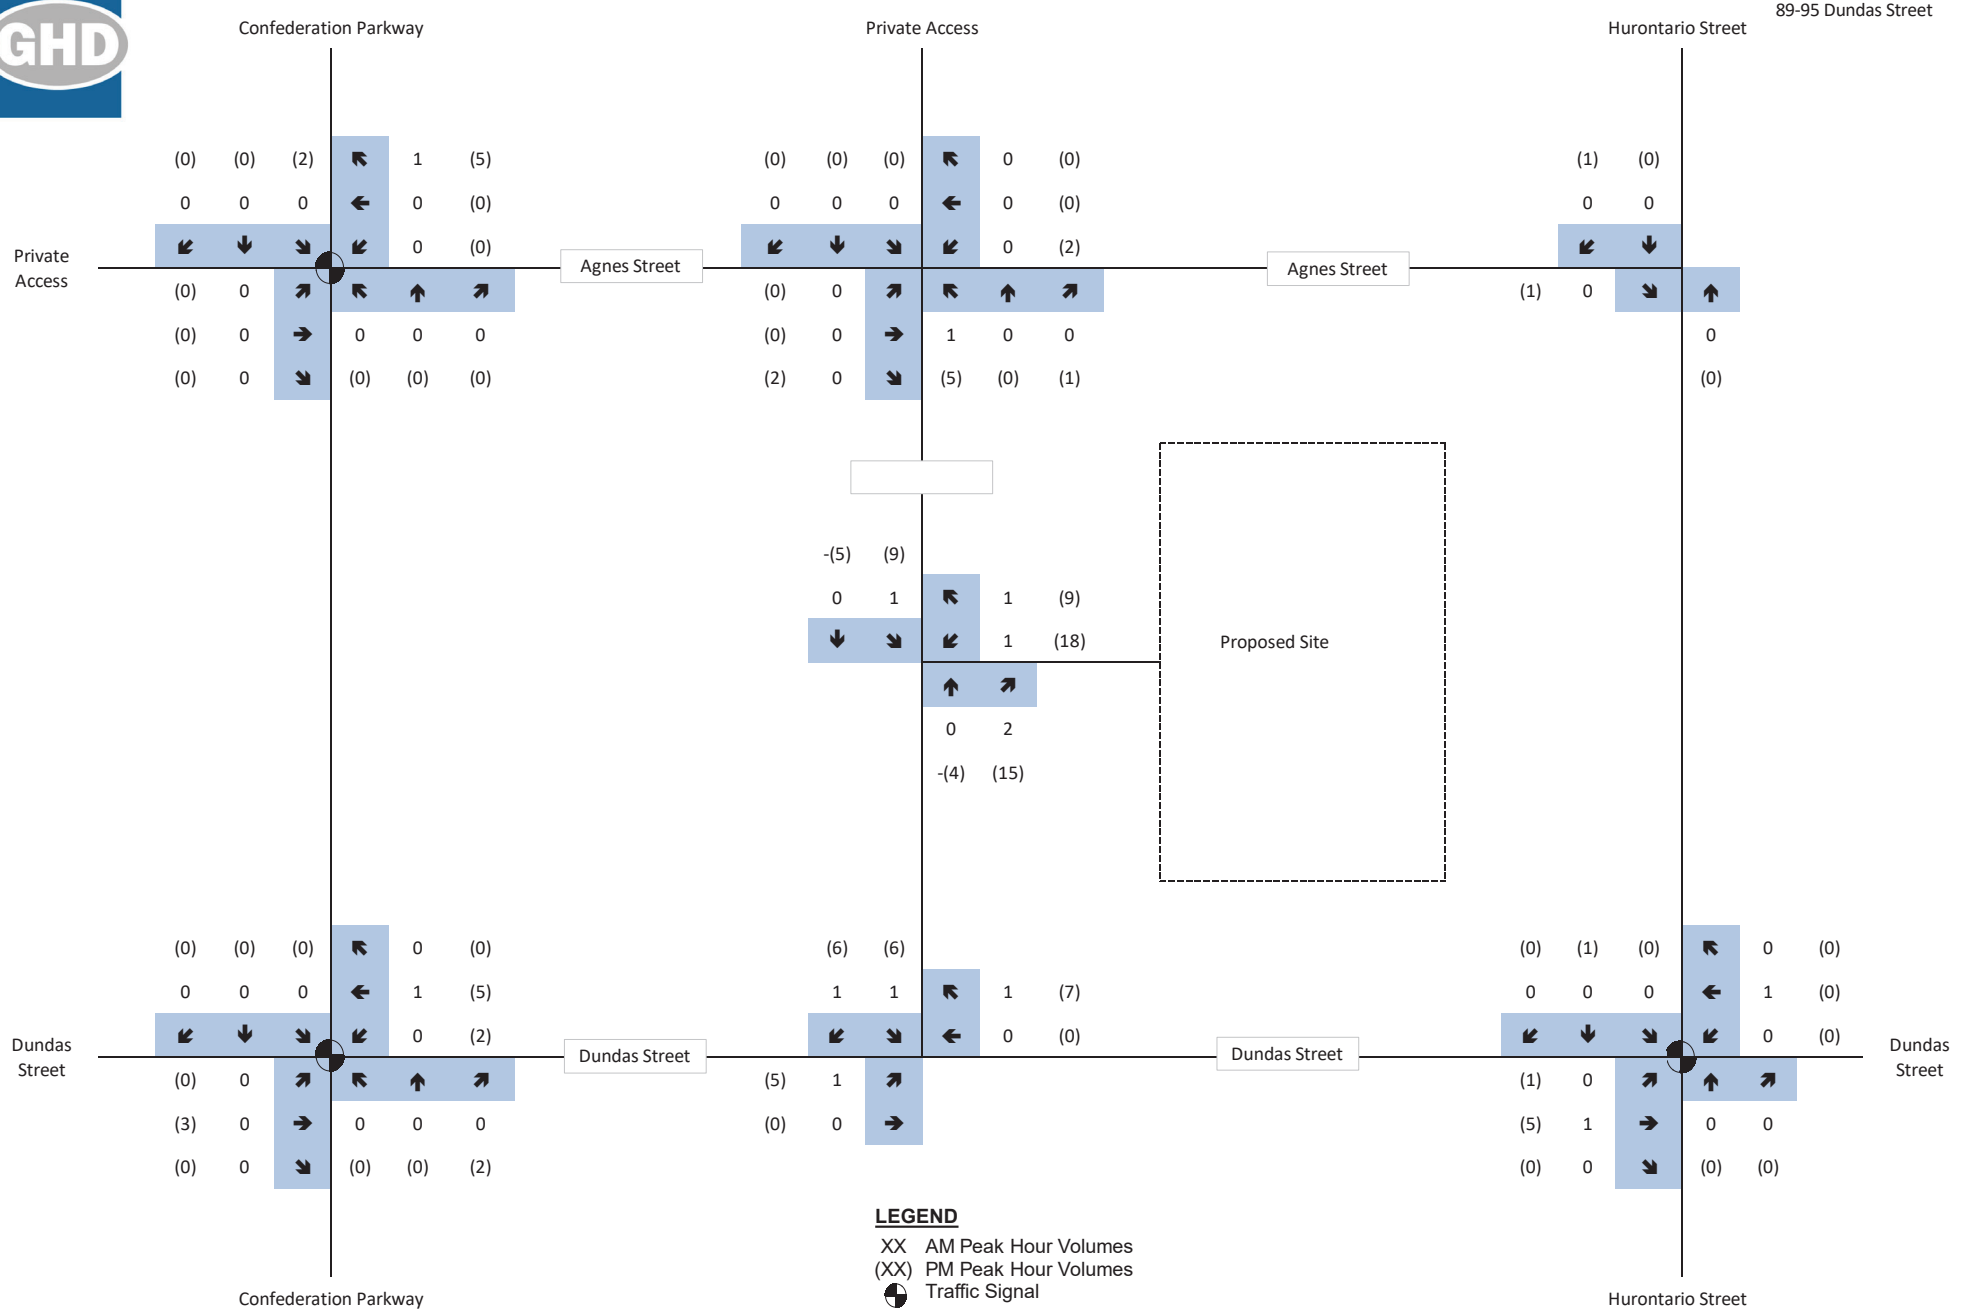 89-95 Dundas Street
GHD
Confederation Parkway Private Access Hurontario Street
(0) (0) (2) 1 (5) (0) (0) (0) 0 (0) (1) (0)
0 0 0 0 (0) 0 0 0 0 (0) 0 0
0 (0) 0 (2)
Private
Access
Agnes Street Agnes Street
(0) 0 (0) 0 (1) 0
(0) 0 0 0 0 (0) 0 1 0 0 0
(0) 0 (0) (0) (0) (2) 0 (5) (0) (1) (0)
-(5) (9)
0 1 1 (9)
1 (18) Proposed Site
0 2
-(4) (15)
(0) (0) (0) 0 (0) (6) (6) (0) (1) (0) 0 (0)
0 0 0 1 (5) 1 1 1 (7) 0 0 0 1 (0)
0 (2) 0 (0) 0 (0)
Dundas
Street
Dundas Street Dundas Street
Dundas
Street
(0) 0 (5) 1 (1) 0
(3) 0 0 0 0 (0) 0 (5) 1 0 0
(0) 0 (0) (0) (2) (0) 0 (0) (0)
LEGEND
XX AM Peak Hour Volumes
(XX) PM Peak Hour Volumes
Traffic Signal
Confederation Parkway Hurontario Street